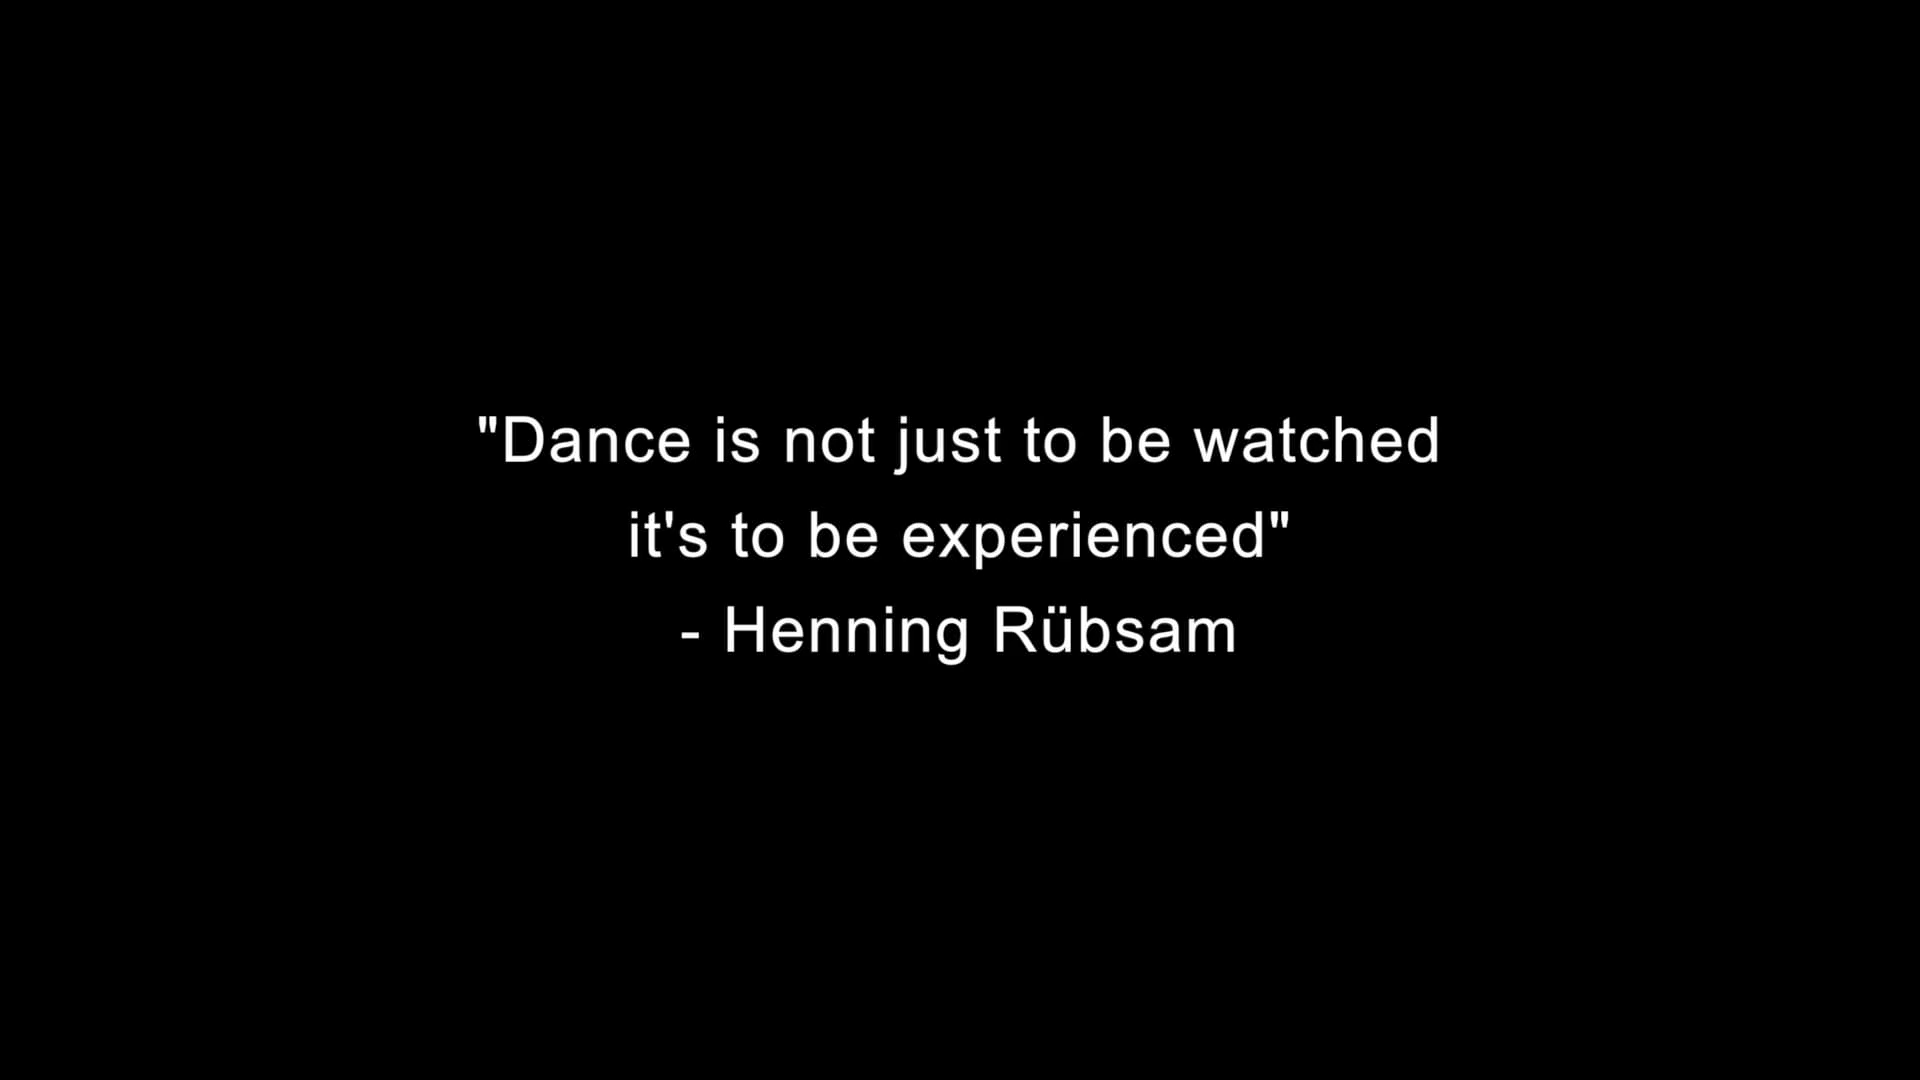 "Dance is not just to be watched
it's to be experienced"
- Henning Rübsam